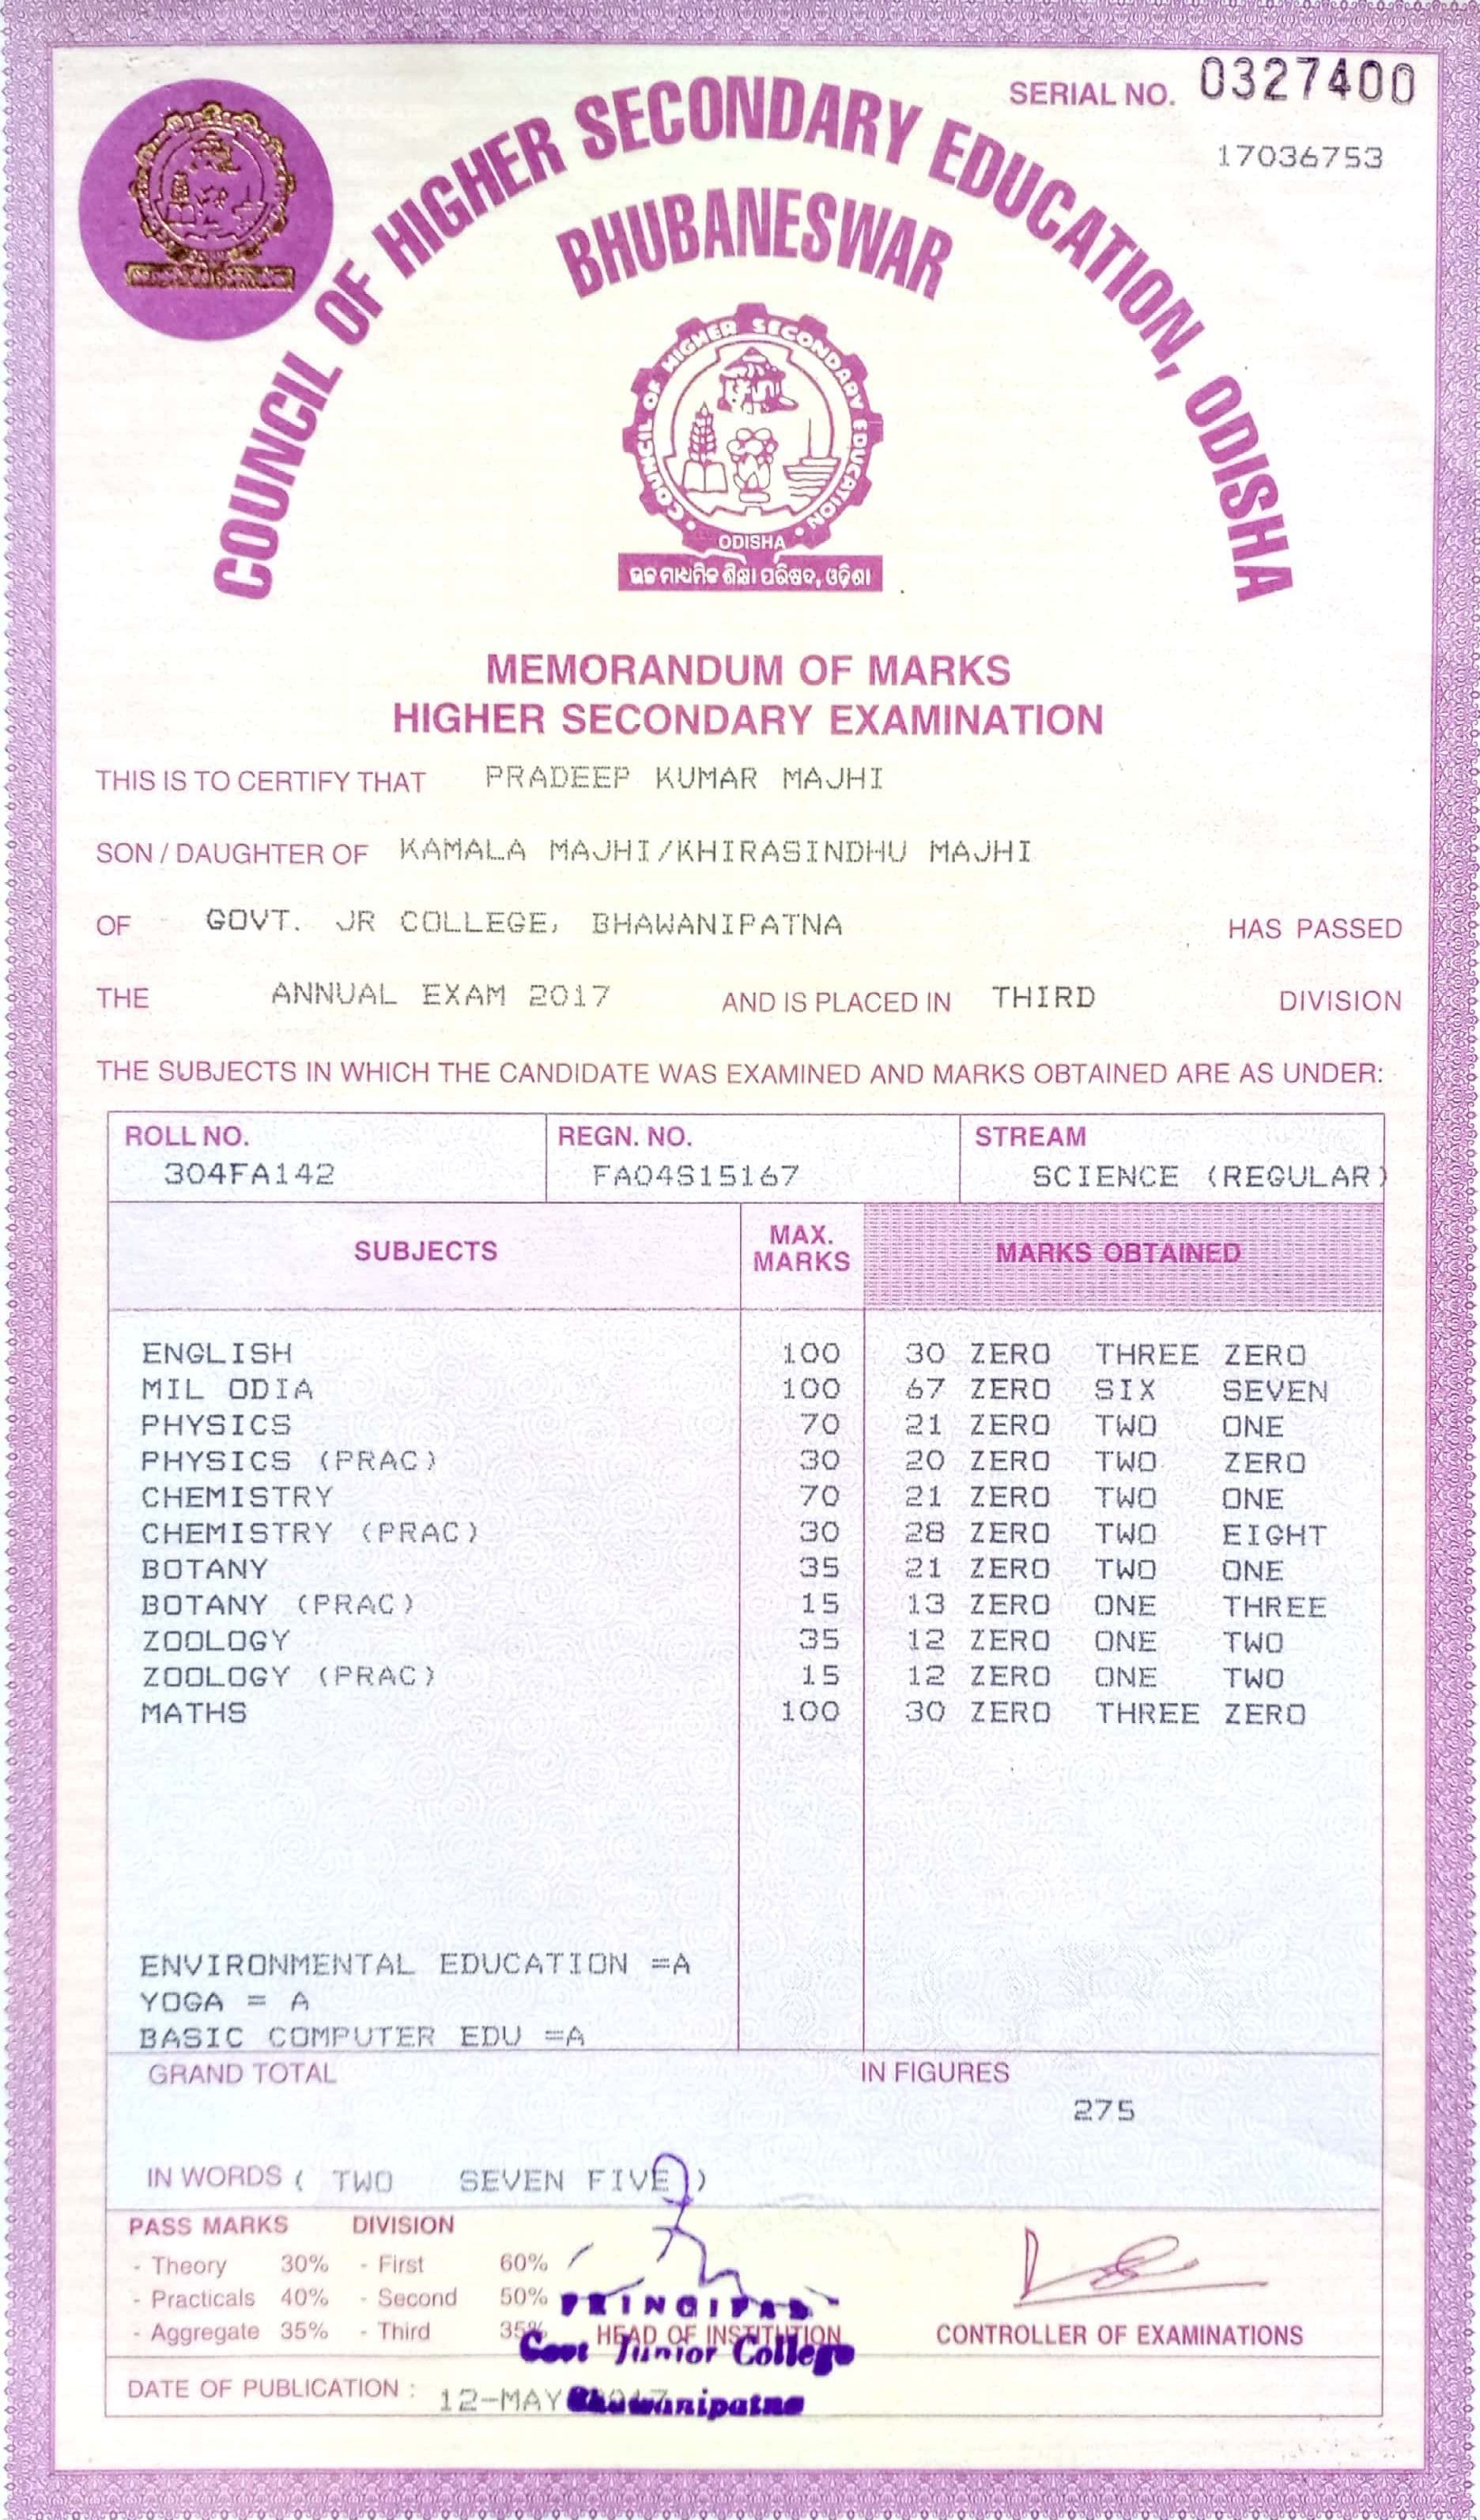 SERIAL NO. 0327400
17036753
COUNCIL OF HIGHER SECONDARY EDUCATION, ODISHA
BHUBANESWAR
COUNCIL OF HIGHER SECONDARY EDUCATION
ODISHA
ଉଚ୍ଚ ମାଧ୍ୟମିକ ଶିକ୍ଷା ପରିଷଦ, ଓଡ଼ିଶା
MEMORANDUM OF MARKS
HIGHER SECONDARY EXAMINATION
THIS IS TO CERTIFY THAT PRADEEP KUMAR MAJHI
SON / DAUGHTER OF KAMALA MAJHI/KHIRASINDHU MAJHI
OF GOVT. JR COLLEGE, BHAWANIPATNA HAS PASSED
THE ANNUAL EXAM 2017 AND IS PLACED IN THIRD DIVISION
THE SUBJECTS IN WHICH THE CANDIDATE WAS EXAMINED AND MARKS OBTAINED ARE AS UNDER:
ROLL NO. REGN. NO. STREAM
304FA142 FA04S15167 SCIENCE (REGULAR)
SUBJECTS MAX. MARKS MARKS OBTAINED
ENGLISH 100 30 ZERO THREE ZERO
MIL ODIA 100 67 ZERO SIX SEVEN
PHYSICS 70 21 ZERO TWO ONE
PHYSICS (PRAC) 30 20 ZERO TWO ZERO
CHEMISTRY 70 21 ZERO TWO ONE
CHEMISTRY (PRAC) 30 28 ZERO TWO EIGHT
BOTANY 35 21 ZERO TWO ONE
BOTANY (PRAC) 15 13 ZERO ONE THREE
ZOOLOGY 35 12 ZERO ONE TWO
ZOOLOGY (PRAC) 15 12 ZERO ONE TWO
MATHS 100 30 ZERO THREE ZERO
ENVIRONMENTAL EDUCATION =A
YOGA = A
BASIC COMPUTER EDU =A
GRAND TOTAL IN FIGURES
275
IN WORDS ( TWO SEVEN FIVE )
PASS MARKS DIVISION
- Theory 30% - First 60%
- Practicals 40% - Second 50% PRINCIPAL
- Aggregate 35% - Third 35% HEAD OF INSTITUTION CONTROLLER OF EXAMINATIONS
Govt Junior College
DATE OF PUBLICATION : 12-MAY
Bhawanipatna